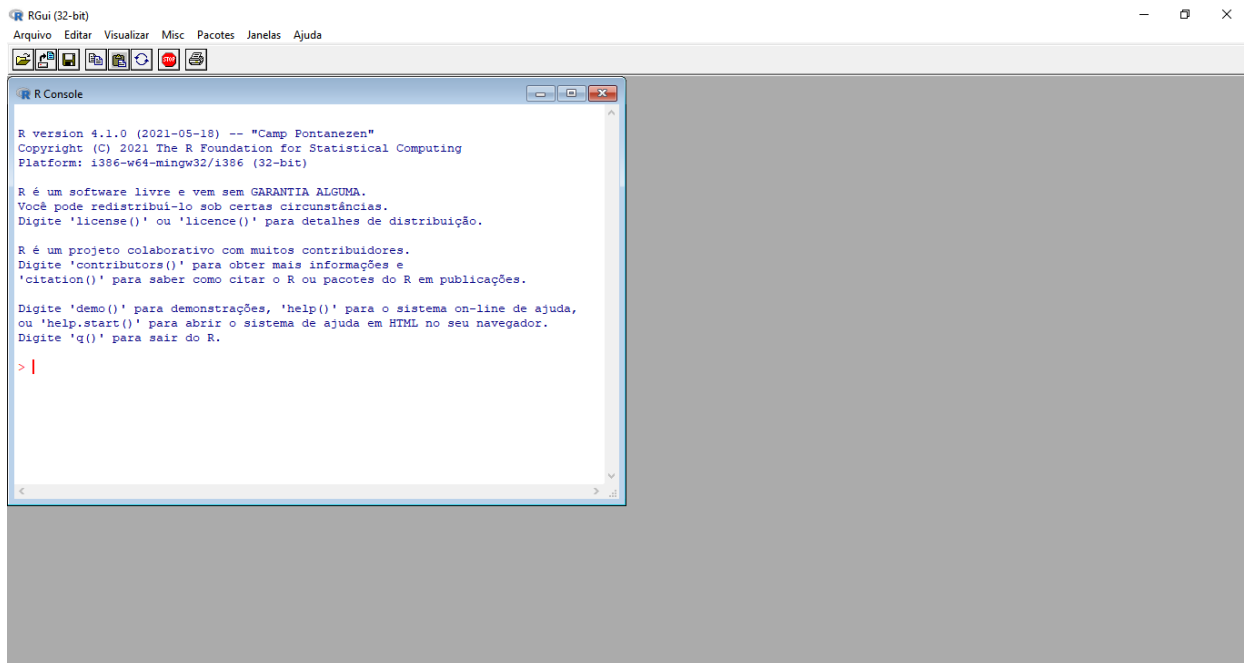 RGui (32-bit)
Arquivo Editar Visualizar Misc Pacotes Janelas Ajuda
STOP
R Console
R version 4.1.0 (2021-05-18) -- "Camp Pontanezen"
Copyright (C) 2021 The R Foundation for Statistical Computing
Platform: i386-w64-mingw32/i386 (32-bit)
R é um software livre e vem sem GARANTIA ALGUMA.
Você pode redistribuí-lo sob certas circunstâncias.
Digite 'license()' ou 'licence()' para detalhes de distribuição.
R é um projeto colaborativo com muitos contribuidores.
Digite 'contributors()' para obter mais informações e
'citation()' para saber como citar o R ou pacotes do R em publicações.
Digite 'demo()' para demonstrações, 'help()' para o sistema on-line de ajuda,
ou 'help.start()' para abrir o sistema de ajuda em HTML no seu navegador.
Digite 'q()' para sair do R.
>